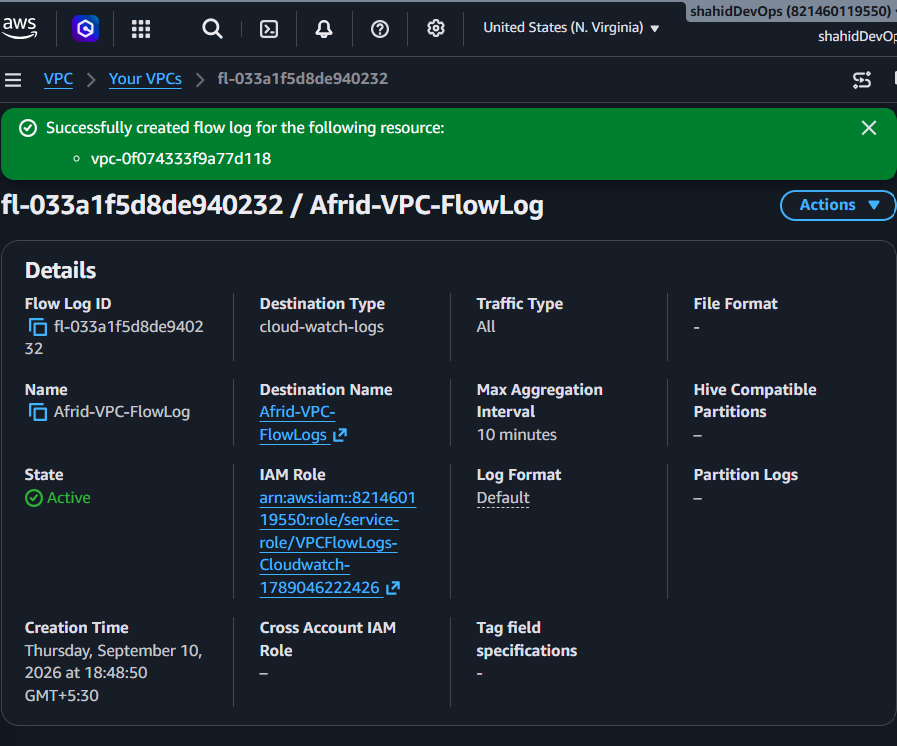 shahidDevOps (821460119550)
aws
United States (N. Virginia)
VPC
Your VPCs
fl-033a1f5d8de940232
Successfully created flow log for the following resource:
vpc-0f074333f9a77d118
fl-033a1f5d8de940232 / Afrid-VPC-FlowLog
Actions
Details
Flow Log ID
fl-033a1f5d8de9402
32
Destination Type
cloud-watch-logs
Traffic Type
All
File Format
-
Name
Afrid-VPC-FlowLog
Destination Name
Afrid-VPC-
FlowLogs
Max Aggregation
Interval
10 minutes
Hive Compatible
Partitions
–
State
Active
IAM Role
arn:aws:iam::8214601
19550:role/service-
role/VPCFlowLogs-
Cloudwatch-
1789046222426
Log Format
Default
Partition Logs
–
Creation Time
Thursday, September 10,
2026 at 18:48:50
GMT+5:30
Cross Account IAM
Role
–
Tag field
specifications
-